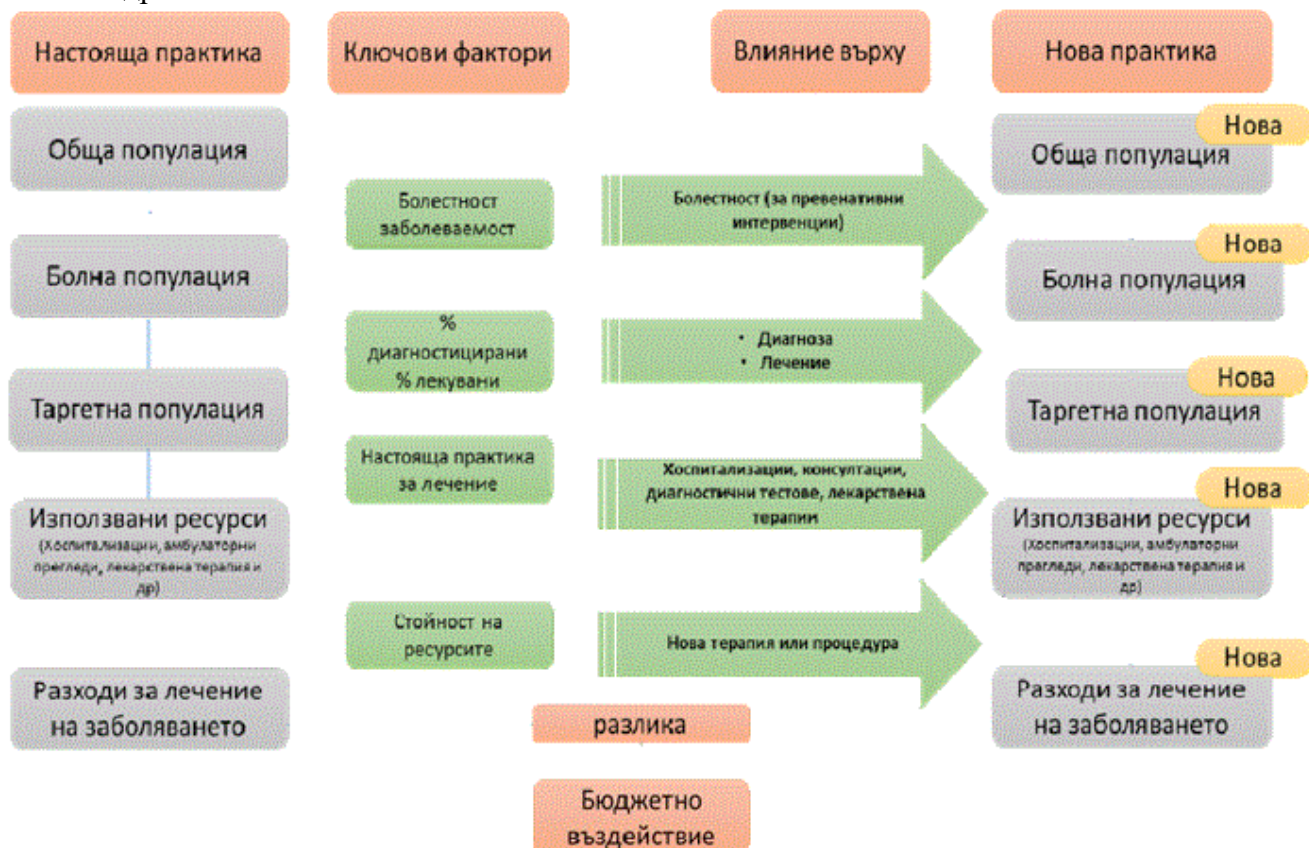 Настояща практика
Ключови фактори
Влияние върху
Нова практика
Обща популация
Нова
Обща популация
Болестност
заболеваемост
Болестност (за превенативни
интервенции)
Болна популация
Нова
Болна популация
%
диагностицирани
% лекувани
• Диагноза
• Лечение
Таргетна популация
Нова
Таргетна популация
Настояща практика
за лечение
Хоспитализации, консултации,
диагностични тестове, лекарствена
терапии
Използвани ресурси
(Хоспитализации, амбулаторни
прегледи, лекарствена терапия и
др)
Нова
Използвани ресурси
(Хоспитализации, амбулаторни
прегледи, лекарствена терапия и
др)
Стойност на
ресурсите
Нова терапия или процедура
Разходи за лечение
на заболяването
Нова
Разходи за лечение
на заболяването
разлика
Бюджетно
въздействие